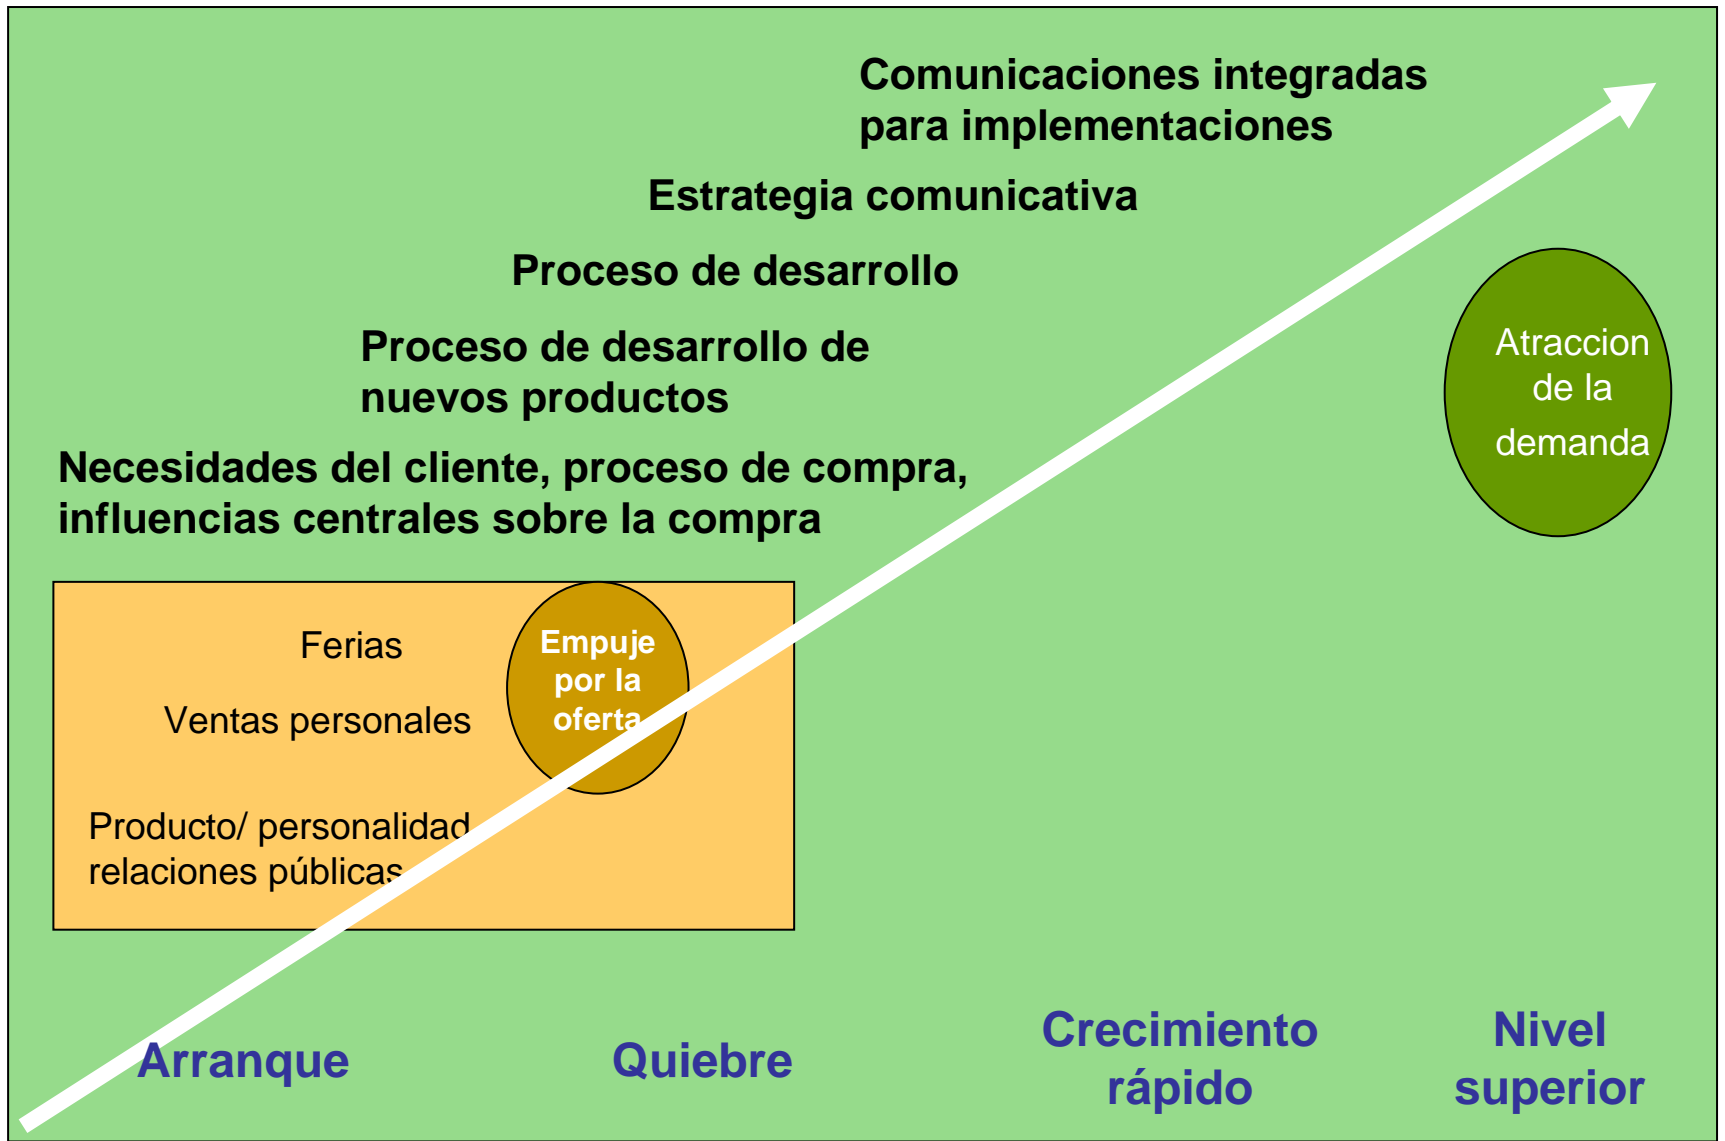 Comunicaciones integradas
para implementaciones
Estrategia comunicativa
Proceso de desarrollo
Proceso de desarrollo de
nuevos productos
Necesidades del cliente, proceso de compra,
influencias centrales sobre la compra
Atraccion
de la
demanda
Ferias
Ventas personales
Producto/ personalidad
relaciones públicas
Empuje
por la
oferta
Arranque
Quiebre
Crecimiento
rápido
Nivel
superior